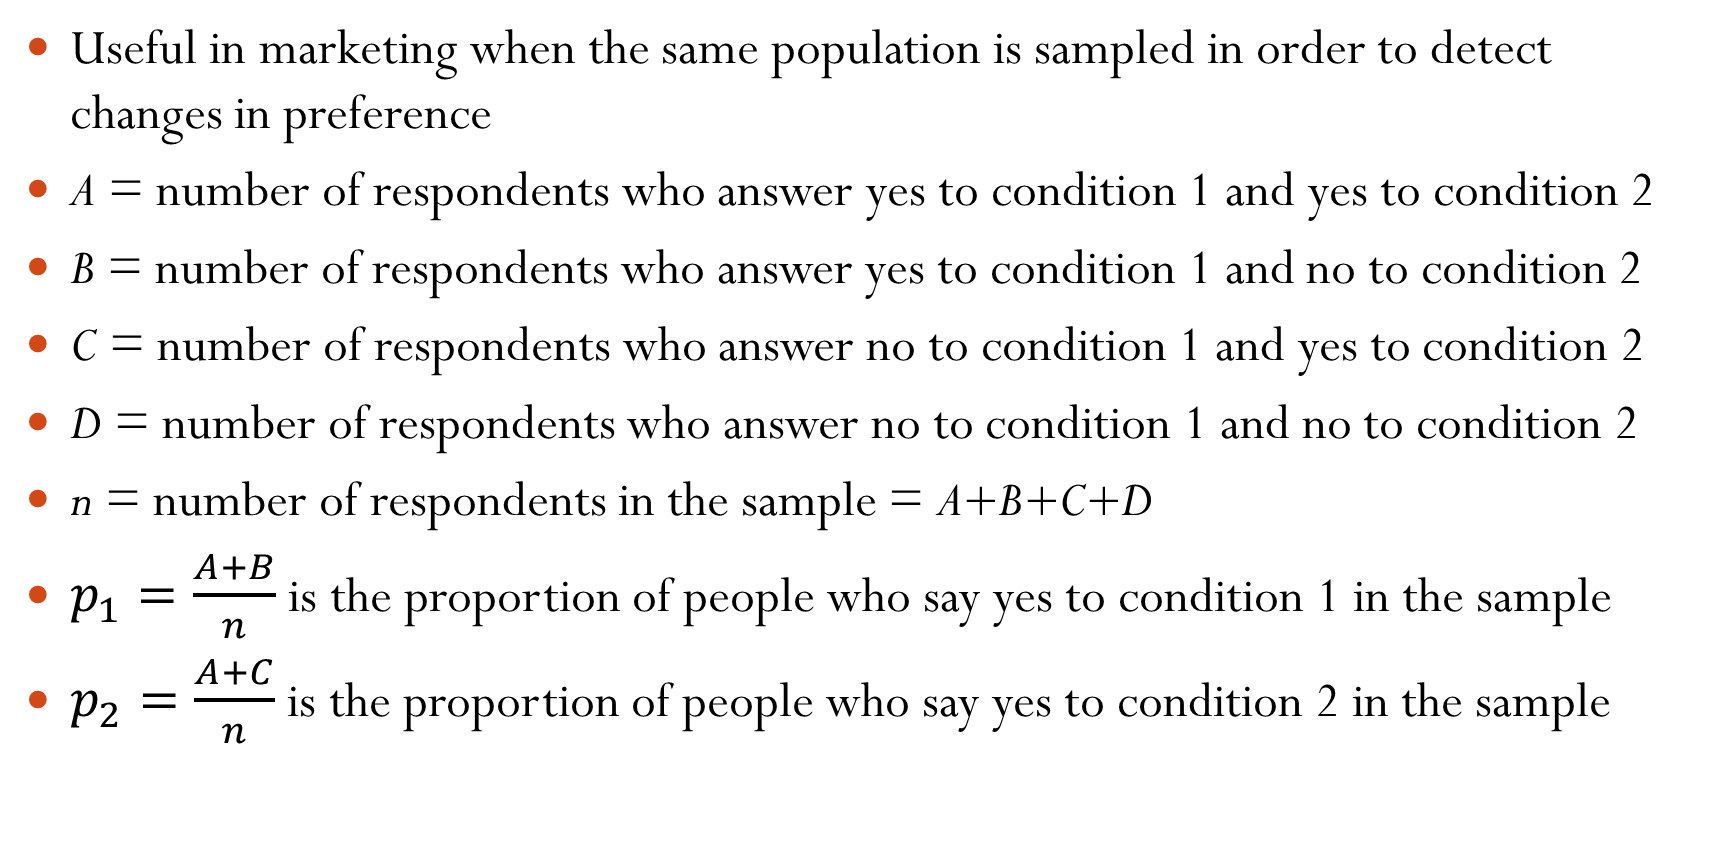 • Useful in marketing when the same population is sampled in order to detect
changes in preference
• A = number of respondents who answer yes to condition 1 and yes to condition 2
• B = number of respondents who answer yes to condition 1 and no to condition 2
• C = number of respondents who answer no to condition 1 and yes to condition 2
• D = number of respondents who answer no to condition 1 and no to condition 2
• n = number of respondents in the sample = A+B+C+D
• p₁ = (A+B)/n is the proportion of people who say yes to condition 1 in the sample
• p₂ = (A+C)/n is the proportion of people who say yes to condition 2 in the sample